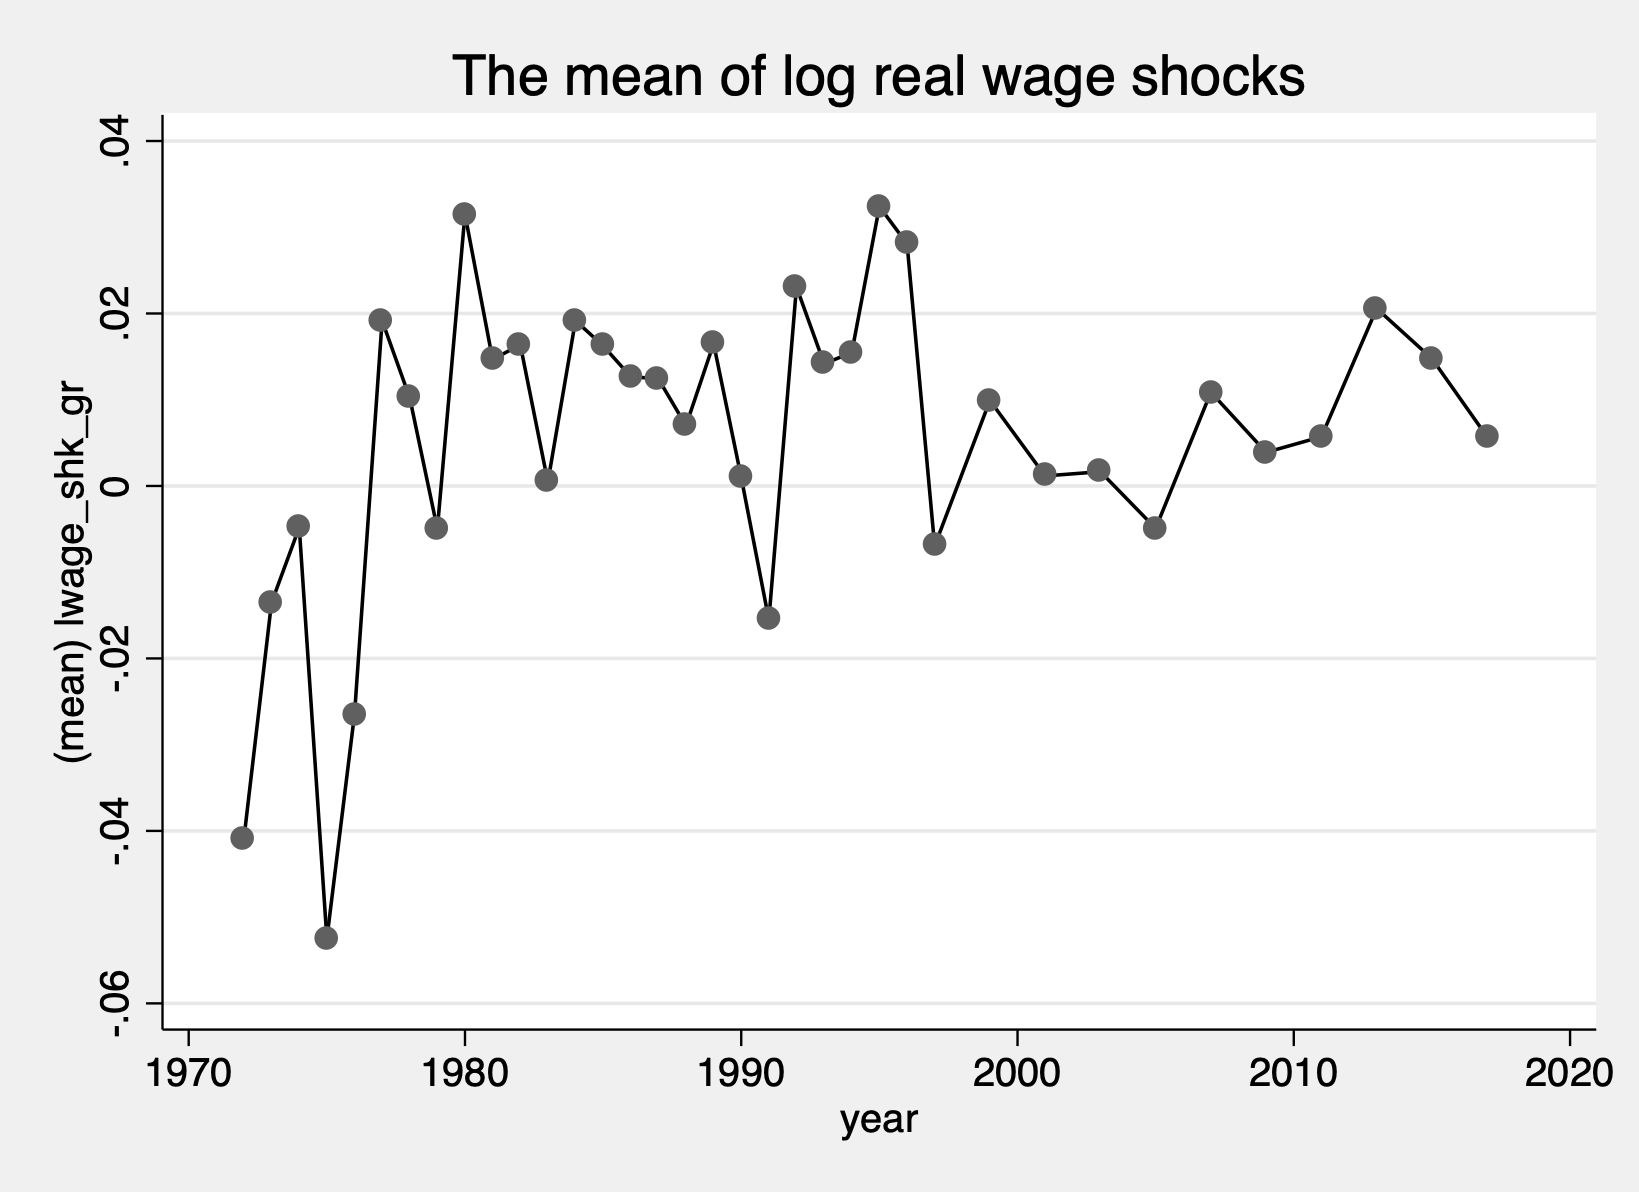 The mean of log real wage shocks
(mean) lwage_shk_gr
.04
.02
0
-.02
-.04
-.06
1970 1980 1990 2000 2010 2020
year